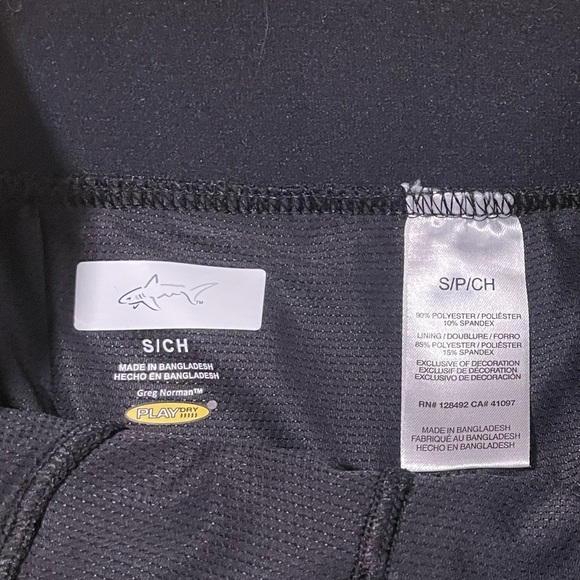 S/CH
MADE IN BANGLADESH
HECHO EN BANGLADESH
Greg Norman™
PLAYDRY
S/P/CH
90% POLYESTER / POLIÉSTER
10% SPANDEX
LINING / DOUBLURE / FORRO
85% POLYESTER / POLIÉSTER
15% SPANDEX
EXCLUSIVE OF DECORATION
EXCLUSIF DE DÉCORATION
EXCLUSIVO DE DECORACIÓN
RN# 128492 CA# 41097
MADE IN BANGLADESH
FABRIQUÉ AU BANGLADESH
HECHO EN BANGLADESH